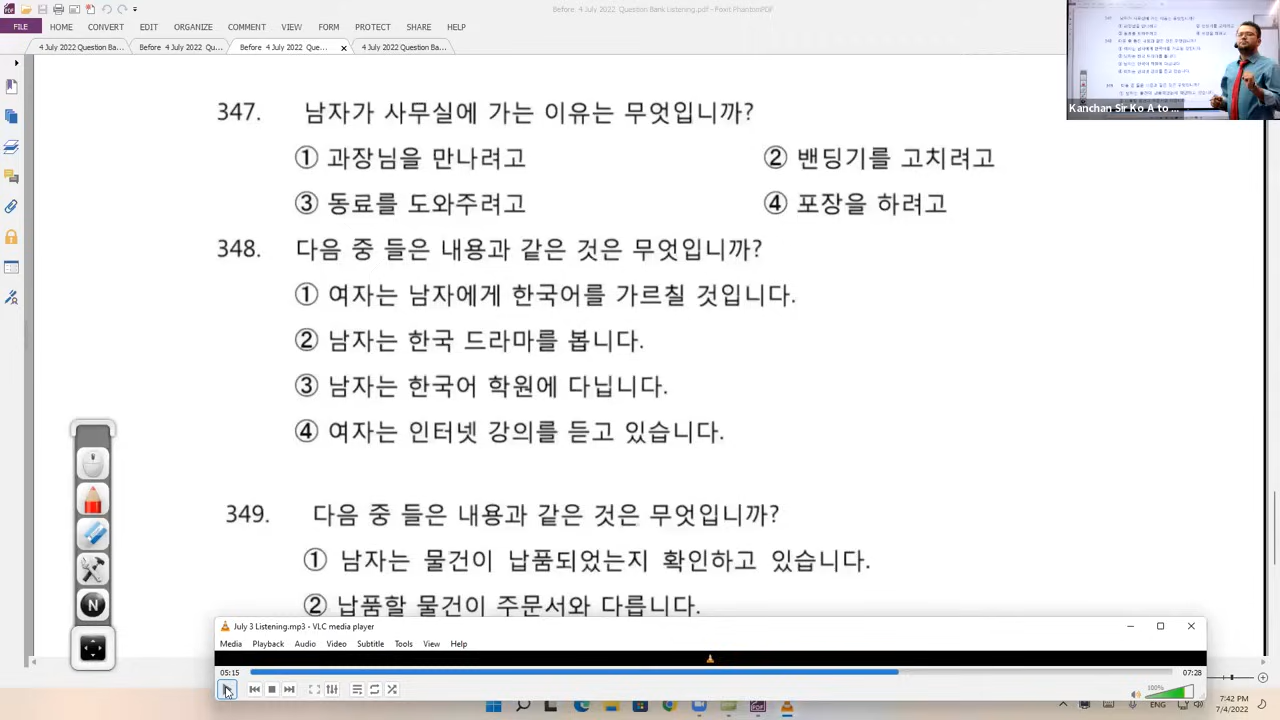 Before. 4 July 2022. Question Bank Listening.pdf - Foxit PhantomPDF
FILE HOME CONVERT EDIT ORGANIZE COMMENT VIEW FORM PROTECT SHARE HELP
4 July 2022 Question Ba... Before. 4 July 2022. Qu... Before. 4 July 2022. Que... 4 July 2022 Question Ba...
Kanchan Sir Ko A to ...
347. 남자가 사무실에 가는 이유는 무엇입니까?
① 과장님을 만나려고 ② 밴딩기를 고치려고
③ 동료를 도와주려고 ④ 포장을 하려고
348. 다음 중 들은 내용과 같은 것은 무엇입니까?
① 여자는 남자에게 한국어를 가르칠 것입니다.
② 남자는 한국 드라마를 봅니다.
③ 남자는 한국어 학원에 다닙니다.
④ 여자는 인터넷 강의를 듣고 있습니다.
349. 다음 중 들은 내용과 같은 것은 무엇입니까?
① 남자는 물건이 납품되었는지 확인하고 있습니다.
② 납품할 물건이 주문서와 다릅니다.
July 3 Listening.mp3 - VLC media player
Media Playback Audio Video Subtitle Tools View Help
05:15 07:28
100%
N
ENG 7:42 PM
7/4/2022